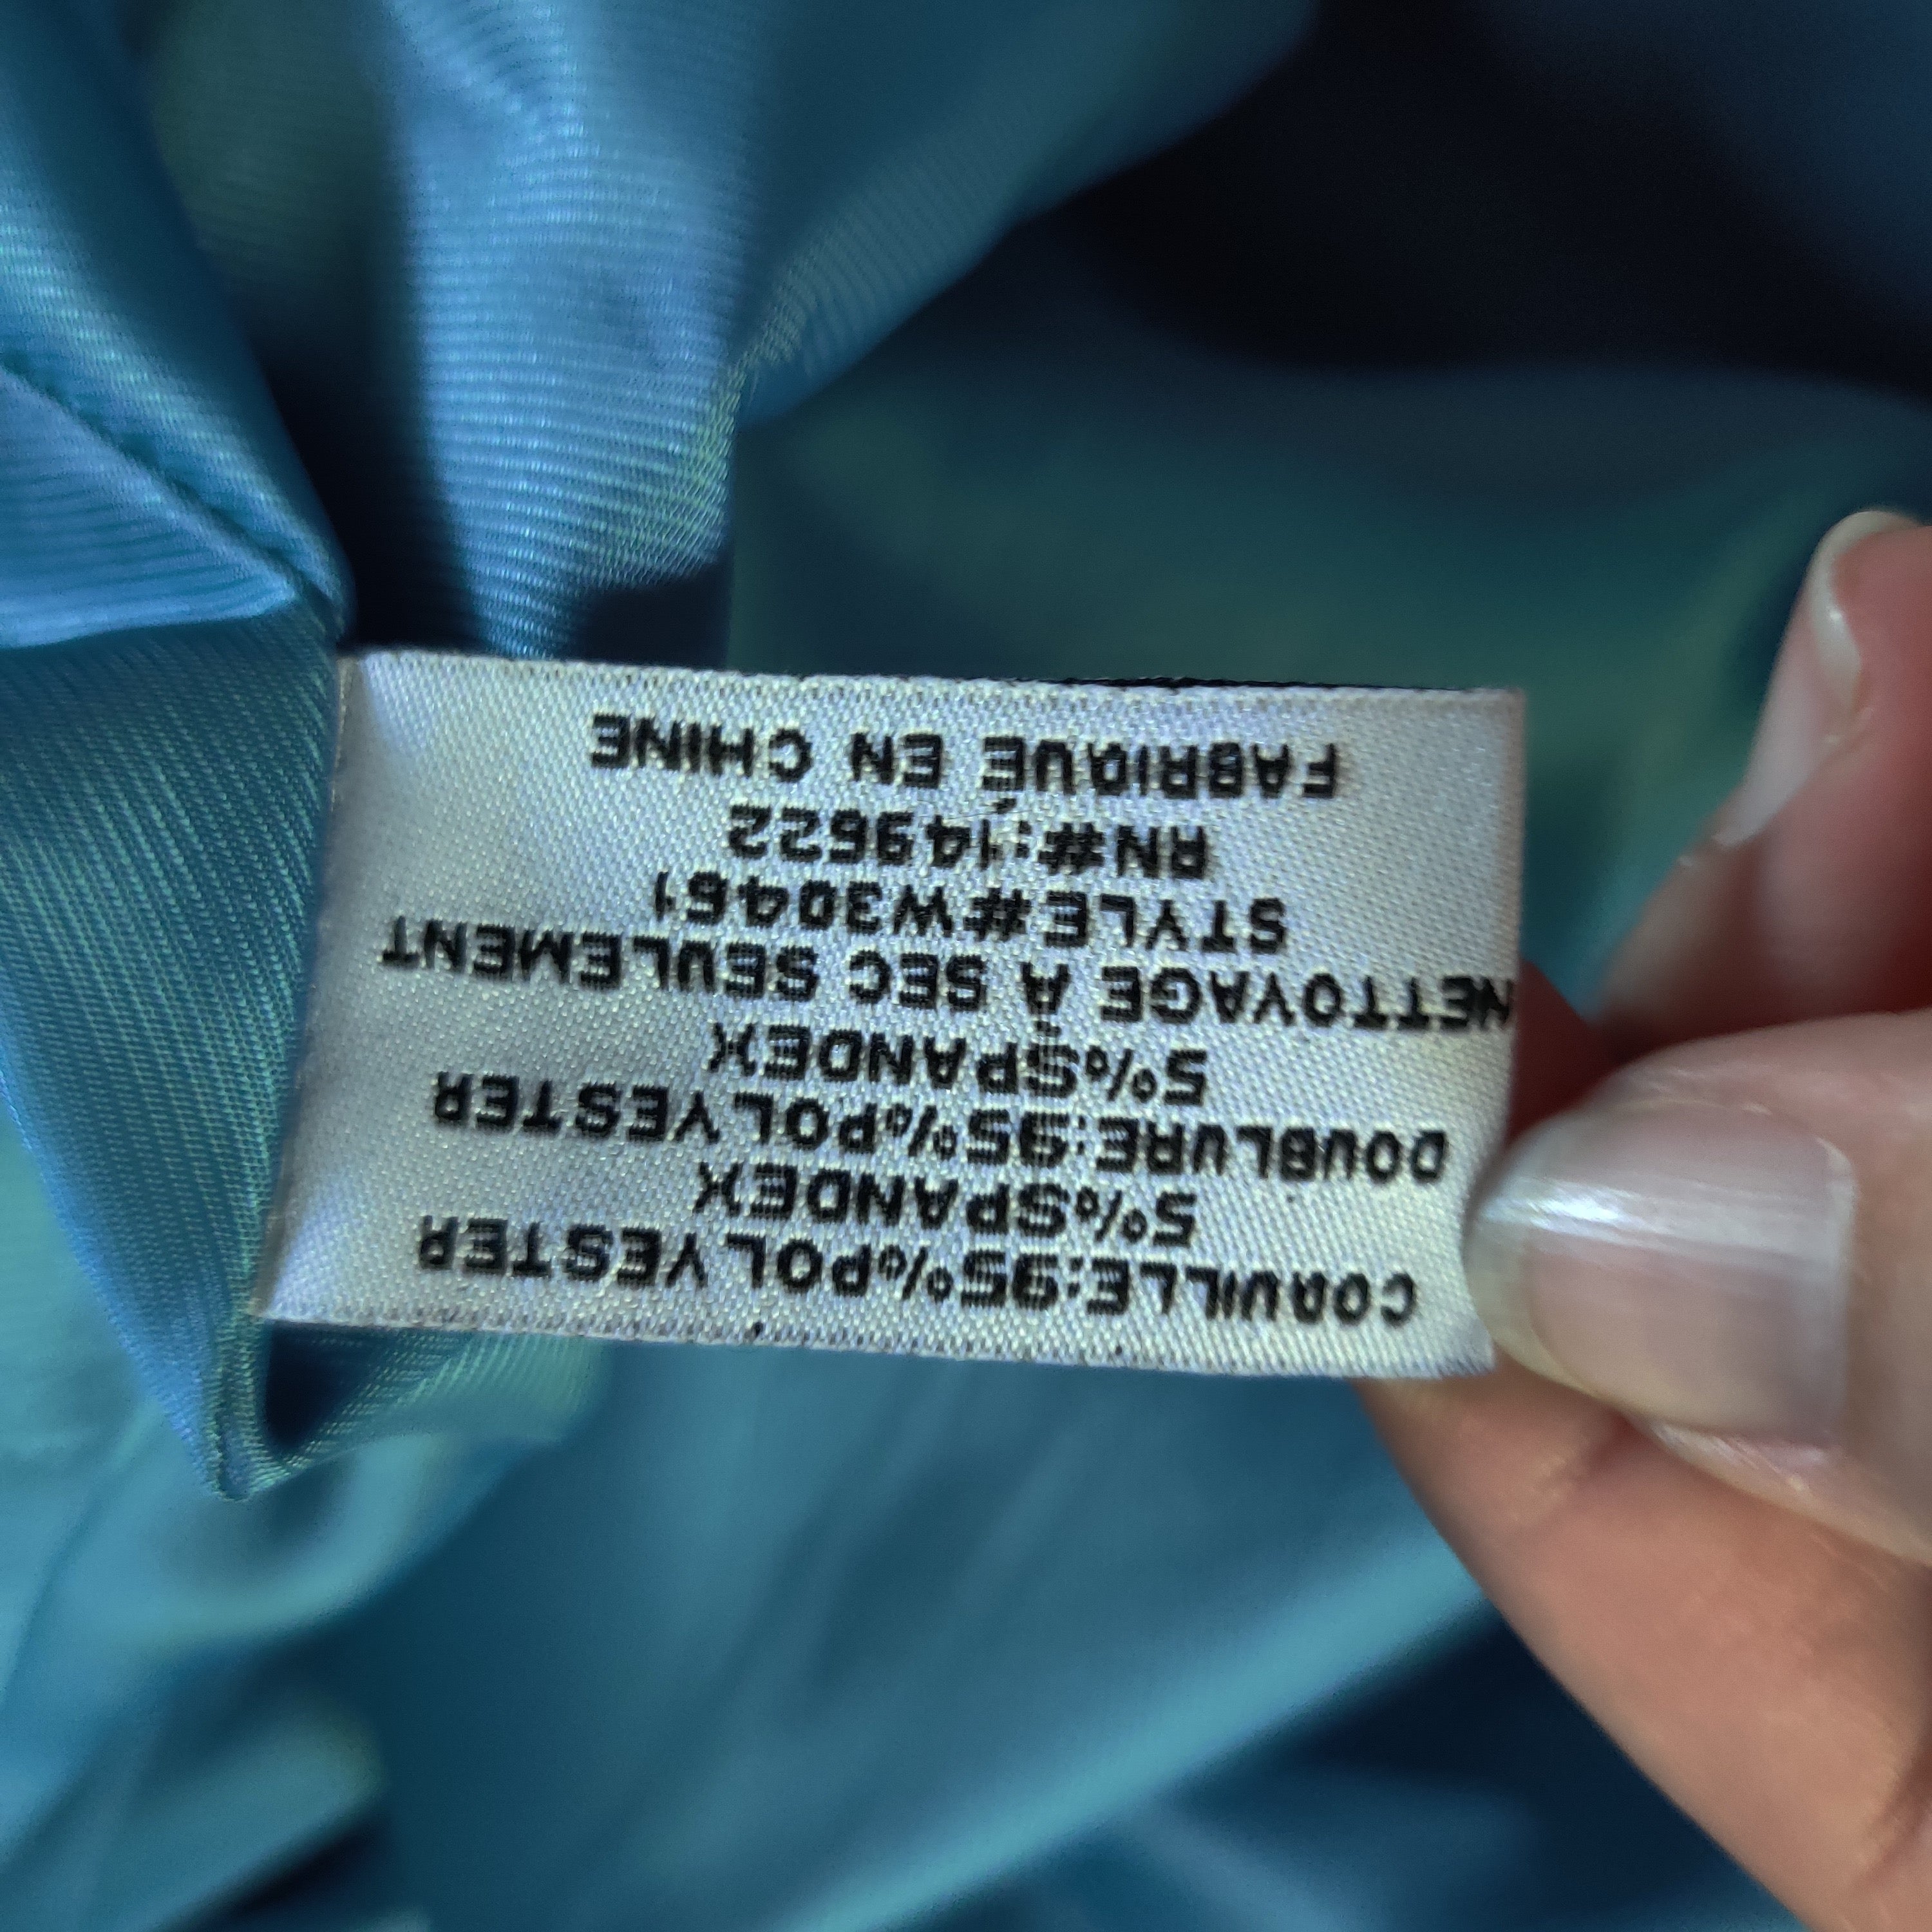 COQUILLE:95%POLYESTER
5%SPANDEX
DOUBLURE:95%POLYESTER
5%SPANDEX
NETTOYAGE À SEC SEULEMENT
STYLE#W30461
RN#:149622
FABRIQUÉ EN CHINE